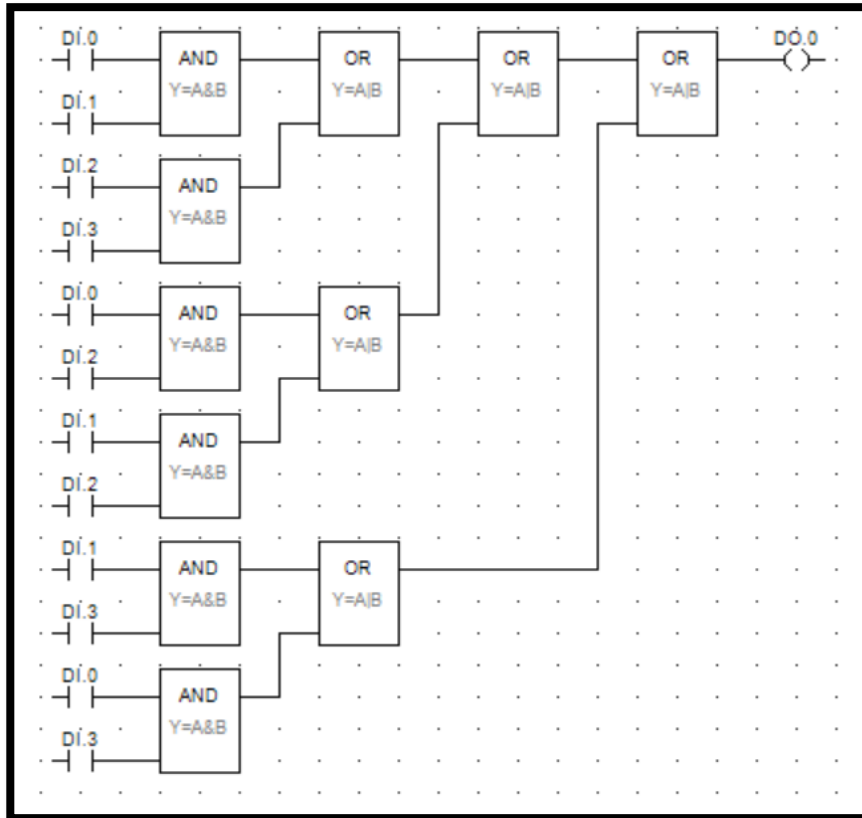 DI.0 AND OR OR OR DO.0
Y=A&B Y=A|B Y=A|B Y=A|B
DI.1
DI.2 AND
Y=A&B
DI.3
DI.0 AND OR
Y=A&B Y=A|B
DI.2
DI.1 AND
Y=A&B
DI.2
DI.1 AND OR
Y=A&B Y=A|B
DI.3
DI.0 AND
Y=A&B
DI.3